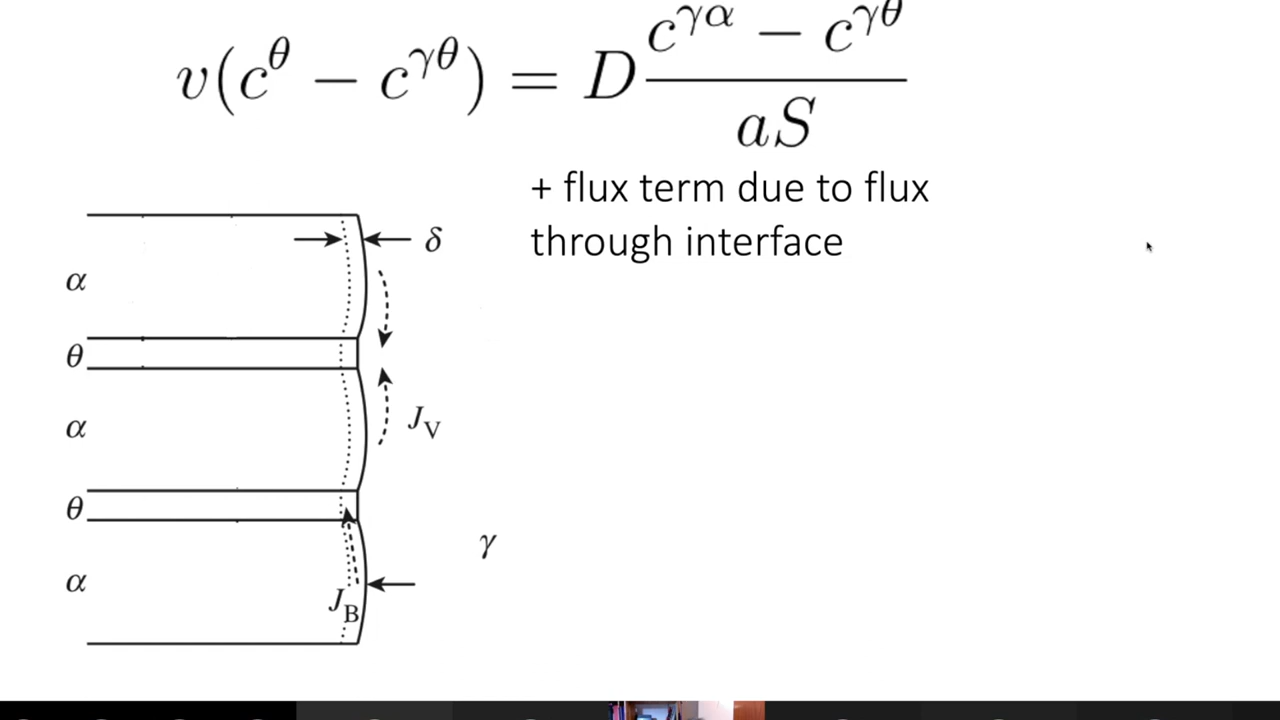 v(c^θ − c^{γθ}) = D (c^{γα} − c^{γθ}) / aS
+ flux term due to flux
through interface
δ
α
θ
α
J_V
θ
γ
α
J_B